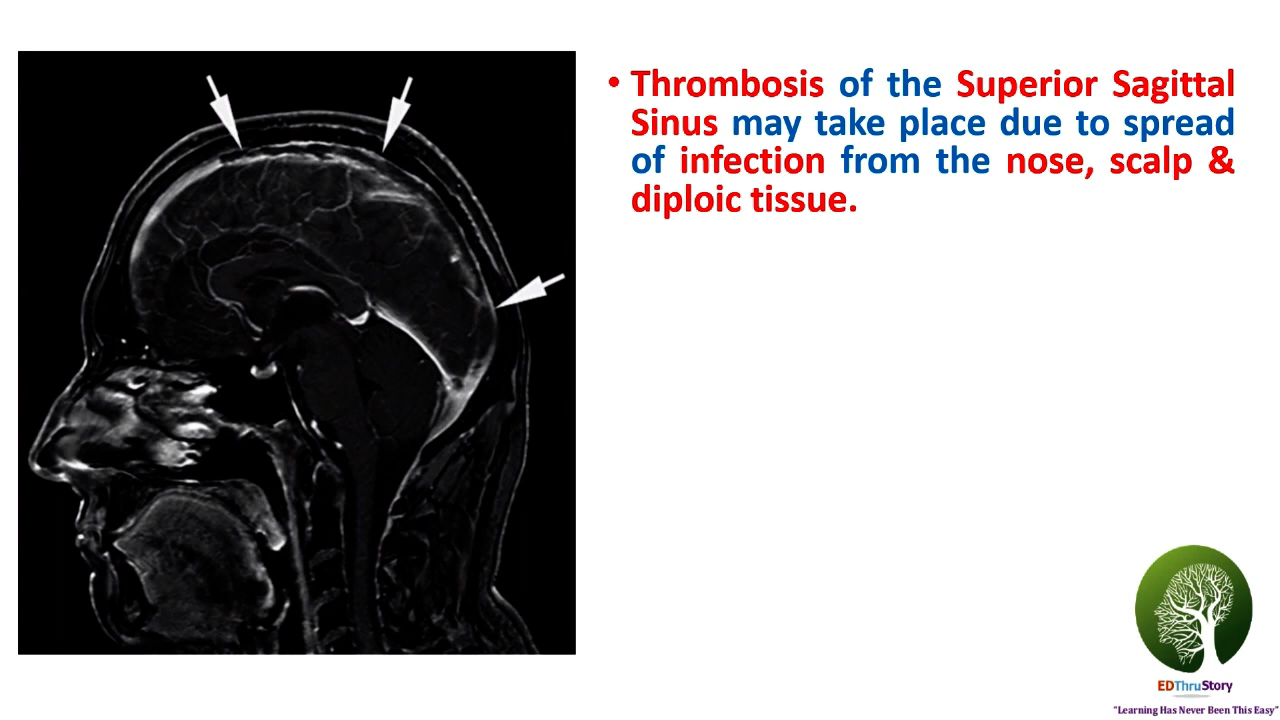 • Thrombosis of the Superior Sagittal
Sinus may take place due to spread
of infection from the nose, scalp &
diploic tissue.
EDThruStory
"Learning Has Never Been This Easy"